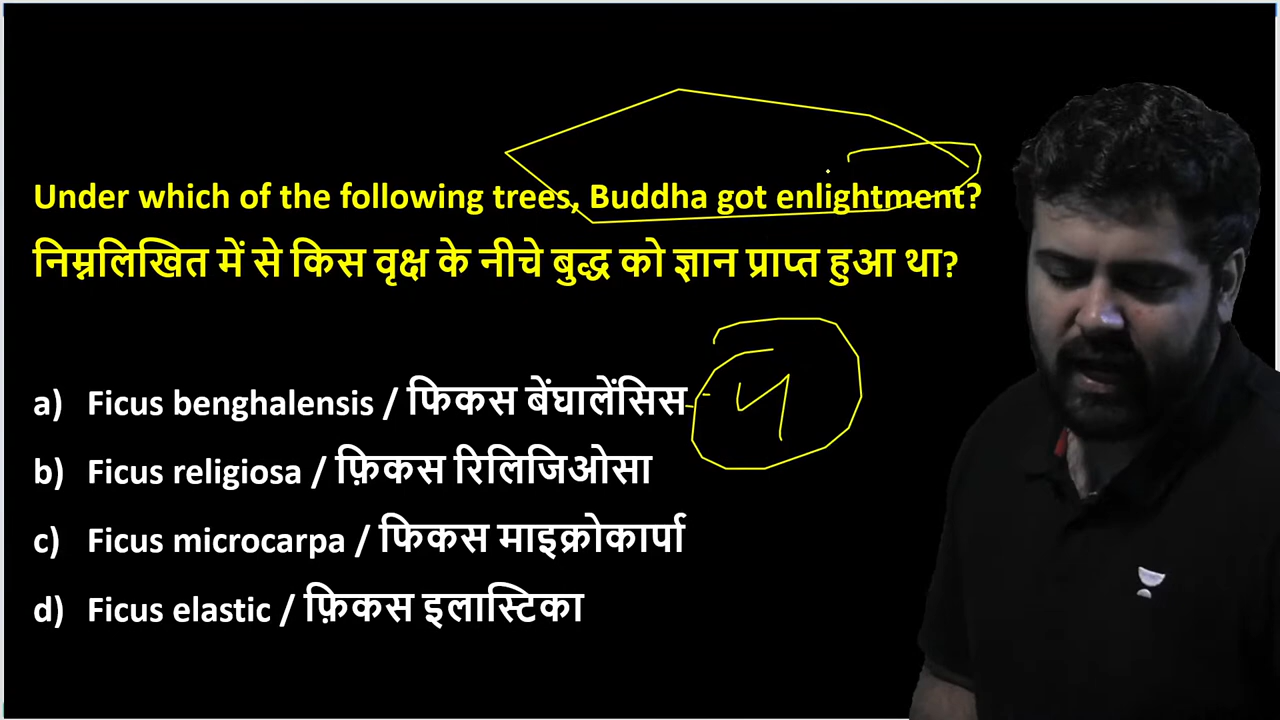 Under which of the following trees, Buddha got enlightment?
निम्नलिखित में से किस वृक्ष के नीचे बुद्ध को ज्ञान प्राप्त हुआ था?
a) Ficus benghalensis / फिकस बेंघालेंसिस
b) Ficus religiosa / फ़िकस रिलिजिओसा
c) Ficus microcarpa / फिकस माइक्रोकार्पा
d) Ficus elastic / फ़िकस इलास्टिका